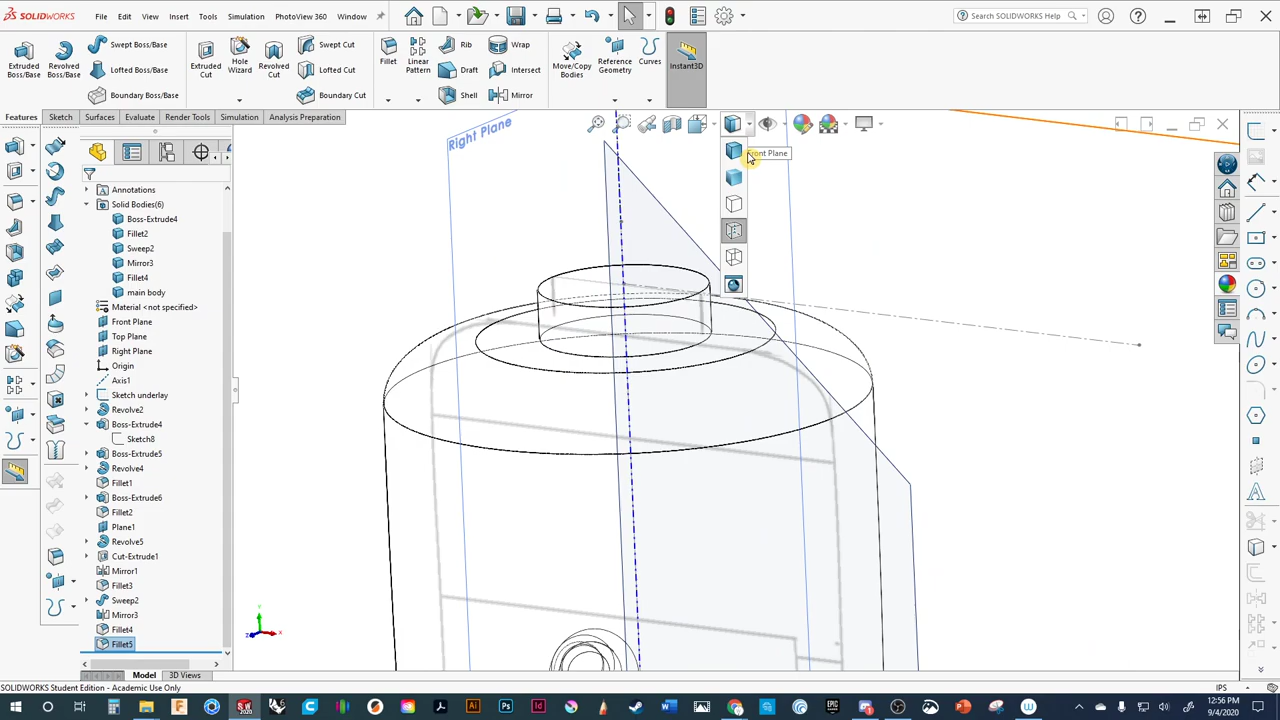 SOLIDWORKS File Edit View Insert Tools Simulation PhotoView 360 Window Search SOLIDWORKS Help
Extruded Boss/Base
Revolved Boss/Base
Swept Boss/Base
Lofted Boss/Base
Boundary Boss/Base
Extruded Cut
Hole Wizard
Revolved Cut
Swept Cut
Lofted Cut
Boundary Cut
Fillet
Linear Pattern
Rib
Draft
Shell
Wrap
Intersect
Mirror
Move/Copy Bodies
Reference Geometry
Curves
Instant3D
Features Sketch Surfaces Evaluate Render Tools Simulation Analysis Preparation
Right Plane
Front Plane
Annotations
Solid Bodies(6)
Boss-Extrude4
Fillet2
Sweep2
Mirror3
Fillet4
main body
Material <not specified>
Front Plane
Top Plane
Right Plane
Origin
Axis1
Sketch underlay
Revolve2
Boss-Extrude4
Sketch8
Boss-Extrude5
Revolve4
Fillet1
Boss-Extrude6
Fillet2
Plane1
Revolve5
Cut-Extrude1
Mirror1
Fillet3
Sweep2
Mirror3
Fillet4
Fillet5
Model 3D Views
SOLIDWORKS Student Edition - Academic Use Only
IPS
12:56 PM
9/4/2020